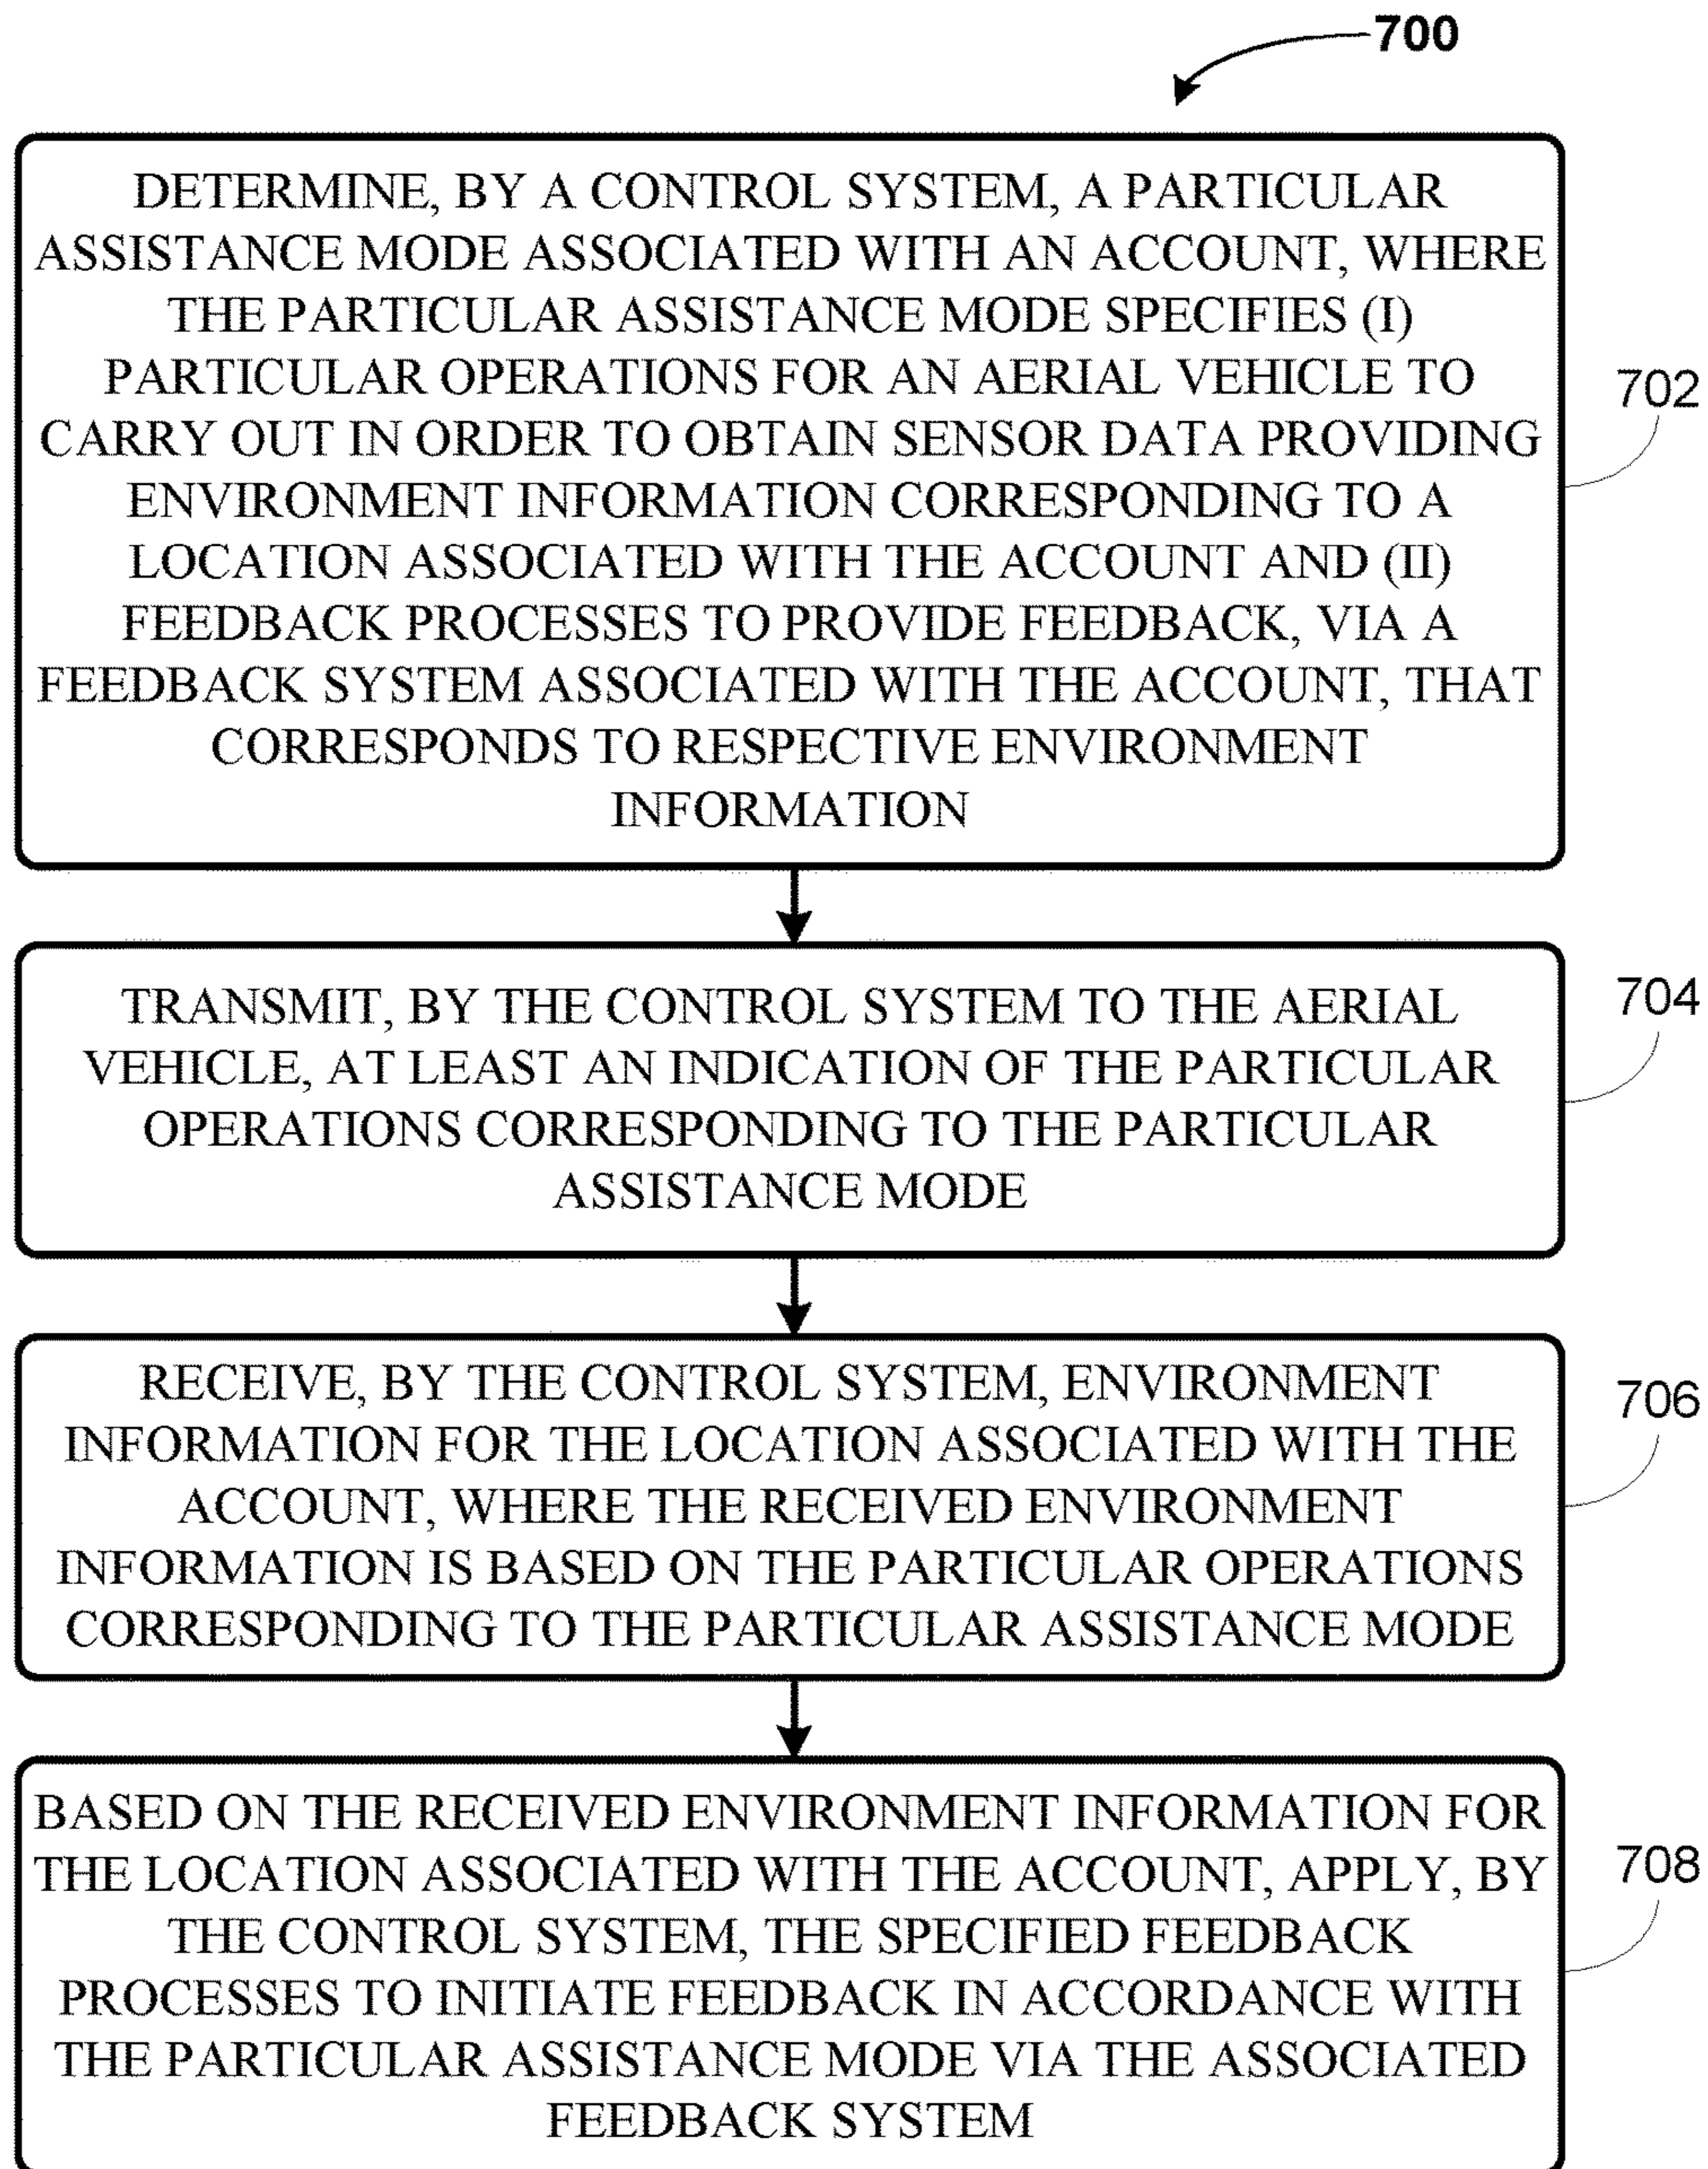 700
DETERMINE, BY A CONTROL SYSTEM, A PARTICULAR
ASSISTANCE MODE ASSOCIATED WITH AN ACCOUNT, WHERE
THE PARTICULAR ASSISTANCE MODE SPECIFIES (I)
PARTICULAR OPERATIONS FOR AN AERIAL VEHICLE TO
CARRY OUT IN ORDER TO OBTAIN SENSOR DATA PROVIDING
ENVIRONMENT INFORMATION CORRESPONDING TO A
LOCATION ASSOCIATED WITH THE ACCOUNT AND (II)
FEEDBACK PROCESSES TO PROVIDE FEEDBACK, VIA A
FEEDBACK SYSTEM ASSOCIATED WITH THE ACCOUNT, THAT
CORRESPONDS TO RESPECTIVE ENVIRONMENT
INFORMATION
702
TRANSMIT, BY THE CONTROL SYSTEM TO THE AERIAL
VEHICLE, AT LEAST AN INDICATION OF THE PARTICULAR
OPERATIONS CORRESPONDING TO THE PARTICULAR
ASSISTANCE MODE
704
RECEIVE, BY THE CONTROL SYSTEM, ENVIRONMENT
INFORMATION FOR THE LOCATION ASSOCIATED WITH THE
ACCOUNT, WHERE THE RECEIVED ENVIRONMENT
INFORMATION IS BASED ON THE PARTICULAR OPERATIONS
CORRESPONDING TO THE PARTICULAR ASSISTANCE MODE
706
BASED ON THE RECEIVED ENVIRONMENT INFORMATION FOR
THE LOCATION ASSOCIATED WITH THE ACCOUNT, APPLY, BY
THE CONTROL SYSTEM, THE SPECIFIED FEEDBACK
PROCESSES TO INITIATE FEEDBACK IN ACCORDANCE WITH
THE PARTICULAR ASSISTANCE MODE VIA THE ASSOCIATED
FEEDBACK SYSTEM
708